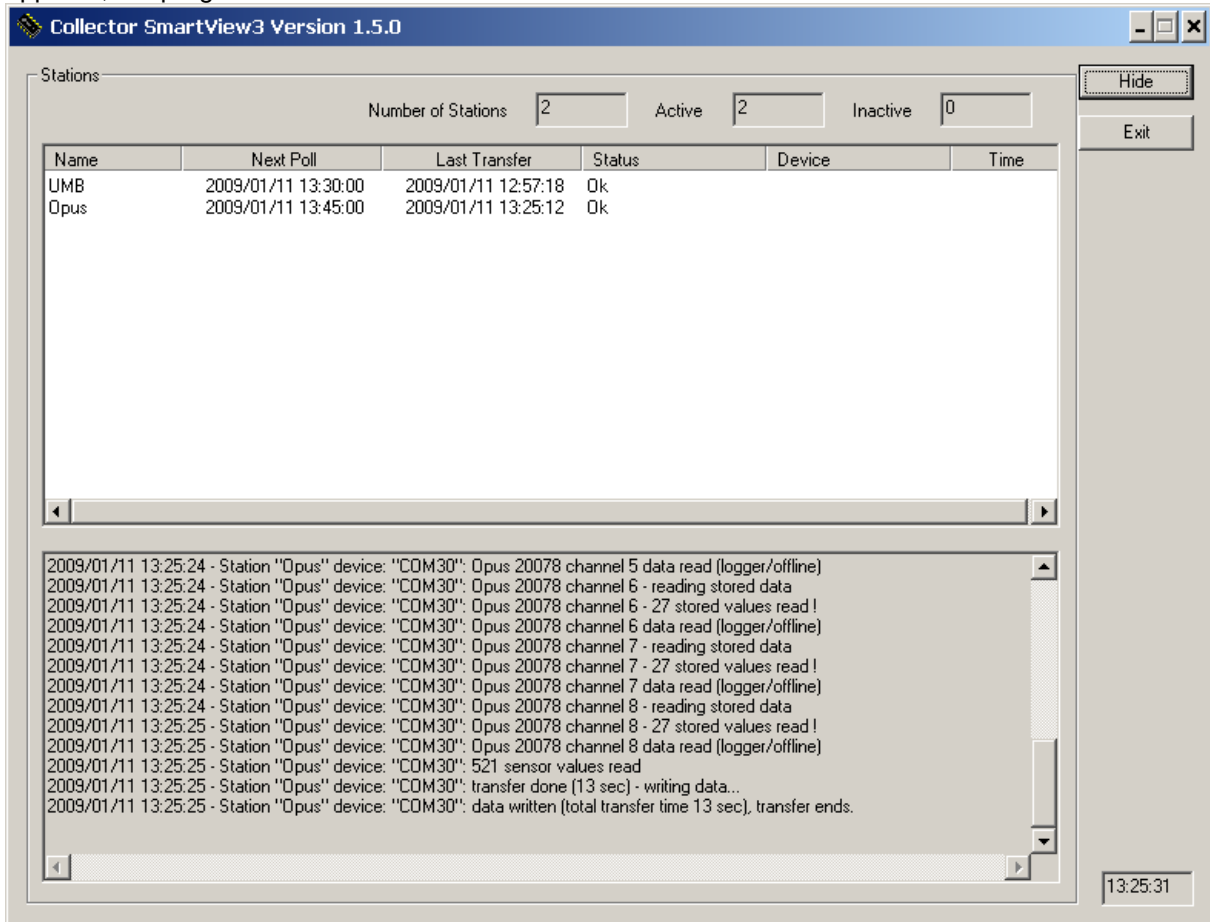 Collector SmartView3 Version 1.5.0
Stations
Hide
Number of Stations 2 Active 2 Inactive 0
Exit
Name Next Poll Last Transfer Status Device Time
UMB 2009/01/11 13:30:00 2009/01/11 12:57:18 Ok
Opus 2009/01/11 13:45:00 2009/01/11 13:25:12 Ok
2009/01/11 13:25:24 - Station "Opus" device: "COM30": Opus 20078 channel 5 data read (logger/offline)
2009/01/11 13:25:24 - Station "Opus" device: "COM30": Opus 20078 channel 6 - reading stored data
2009/01/11 13:25:24 - Station "Opus" device: "COM30": Opus 20078 channel 6 - 27 stored values read !
2009/01/11 13:25:24 - Station "Opus" device: "COM30": Opus 20078 channel 6 data read (logger/offline)
2009/01/11 13:25:24 - Station "Opus" device: "COM30": Opus 20078 channel 7 - reading stored data
2009/01/11 13:25:24 - Station "Opus" device: "COM30": Opus 20078 channel 7 - 27 stored values read !
2009/01/11 13:25:24 - Station "Opus" device: "COM30": Opus 20078 channel 7 data read (logger/offline)
2009/01/11 13:25:24 - Station "Opus" device: "COM30": Opus 20078 channel 8 - reading stored data
2009/01/11 13:25:25 - Station "Opus" device: "COM30": Opus 20078 channel 8 - 27 stored values read !
2009/01/11 13:25:25 - Station "Opus" device: "COM30": Opus 20078 channel 8 data read (logger/offline)
2009/01/11 13:25:25 - Station "Opus" device: "COM30": 521 sensor values read
2009/01/11 13:25:25 - Station "Opus" device: "COM30": transfer done (13 sec) - writing data...
2009/01/11 13:25:25 - Station "Opus" device: "COM30": data written (total transfer time 13 sec), transfer ends.
13:25:31